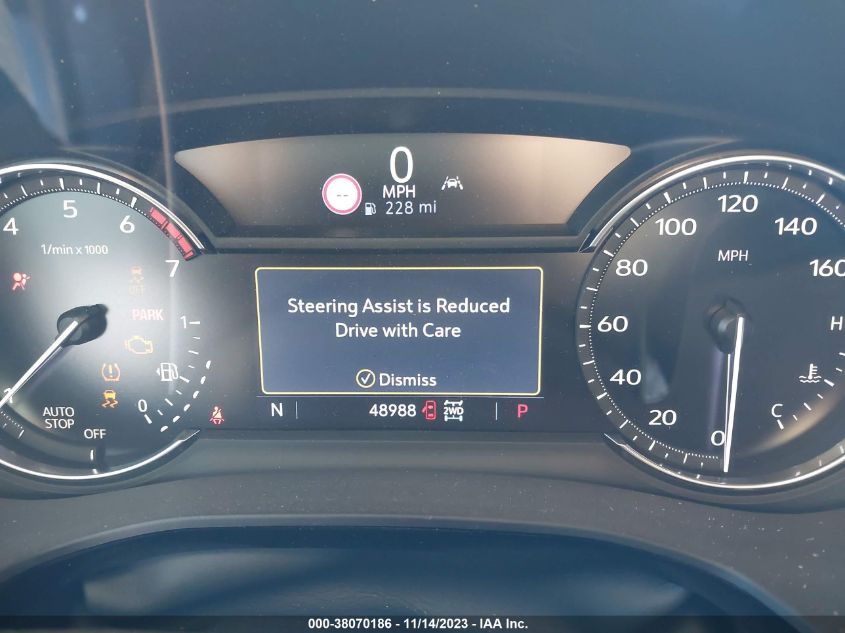 0
MPH
-- 
228 mi
4 5 6 7
1/min x 1000
OFF
PARK
1
AUTO
STOP
0
OFF
1
Steering Assist is Reduced
Drive with Care
Dismiss
N 48988 2WD P
0 20 40 60 80 100 120 140 160
MPH
H
C
000-38070186 - 11/14/2023 - IAA Inc.